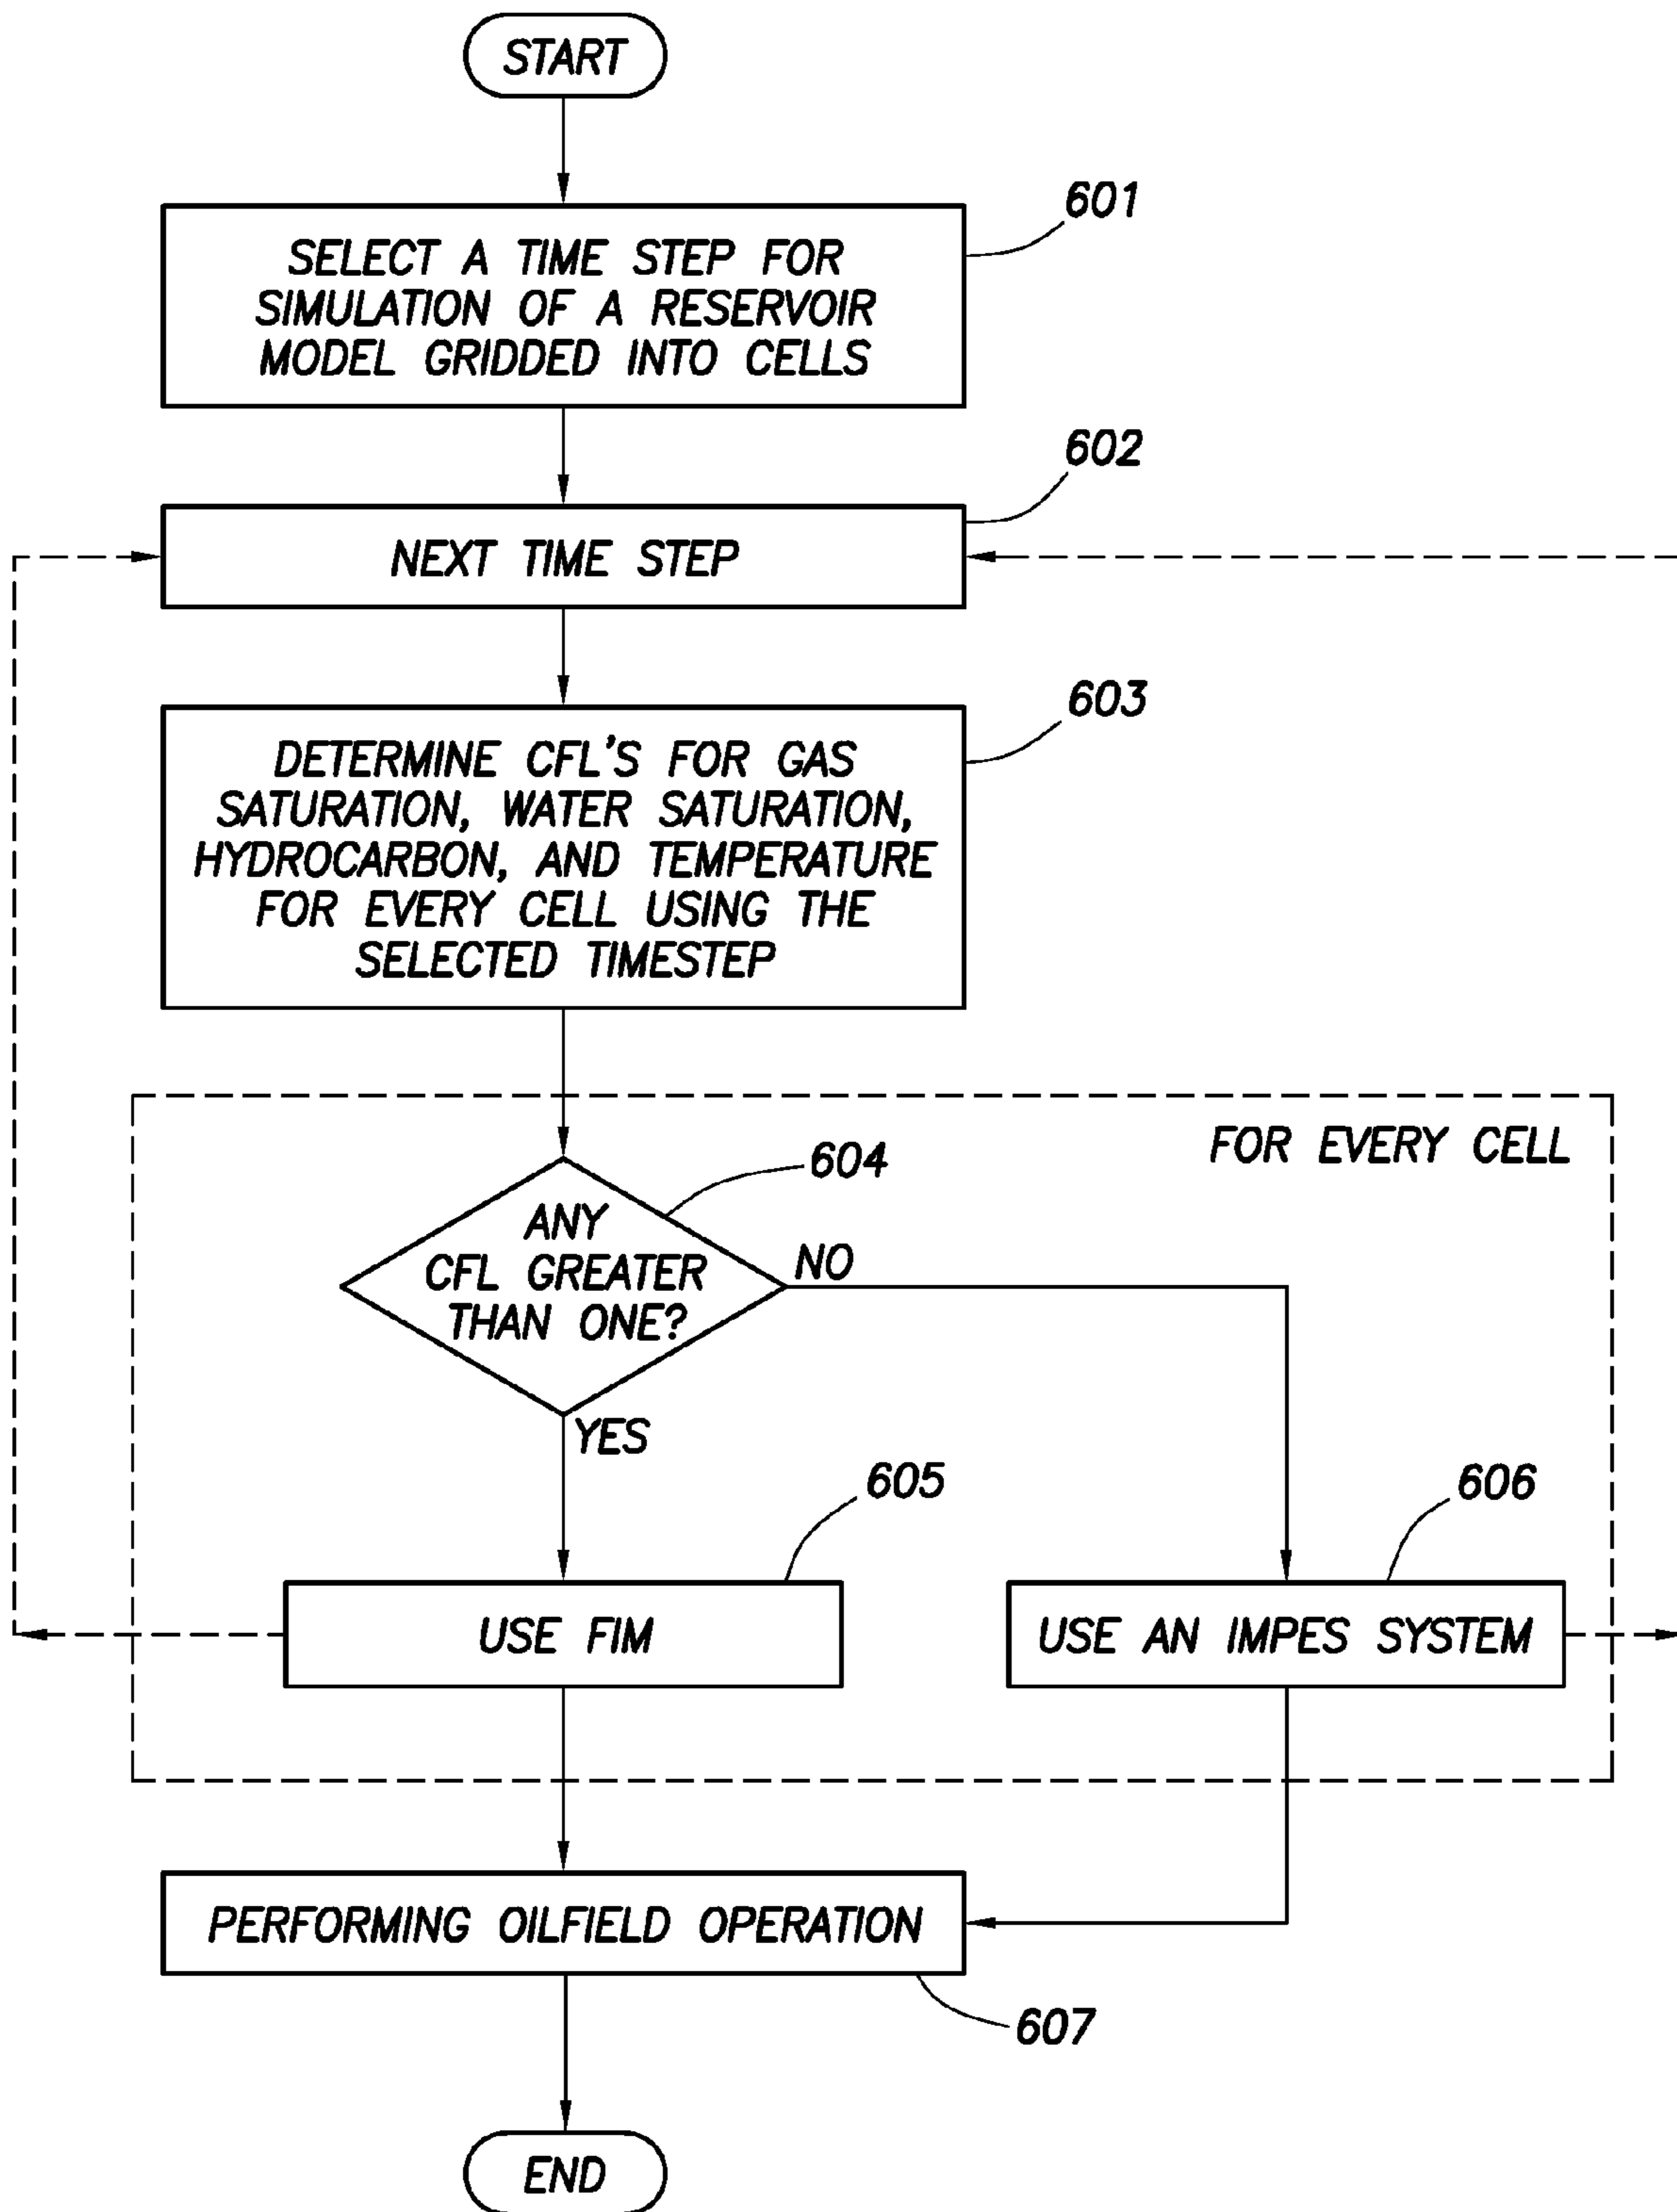 START
601
SELECT A TIME STEP FOR
SIMULATION OF A RESERVOIR
MODEL GRIDDED INTO CELLS
602
NEXT TIME STEP
603
DETERMINE CFL'S FOR GAS
SATURATION, WATER SATURATION,
HYDROCARBON, AND TEMPERATURE
FOR EVERY CELL USING THE
SELECTED TIMESTEP
FOR EVERY CELL
604
ANY
CFL GREATER
THAN ONE?
NO
YES
605
606
USE FIM
USE AN IMPES SYSTEM
PERFORMING OILFIELD OPERATION
607
END